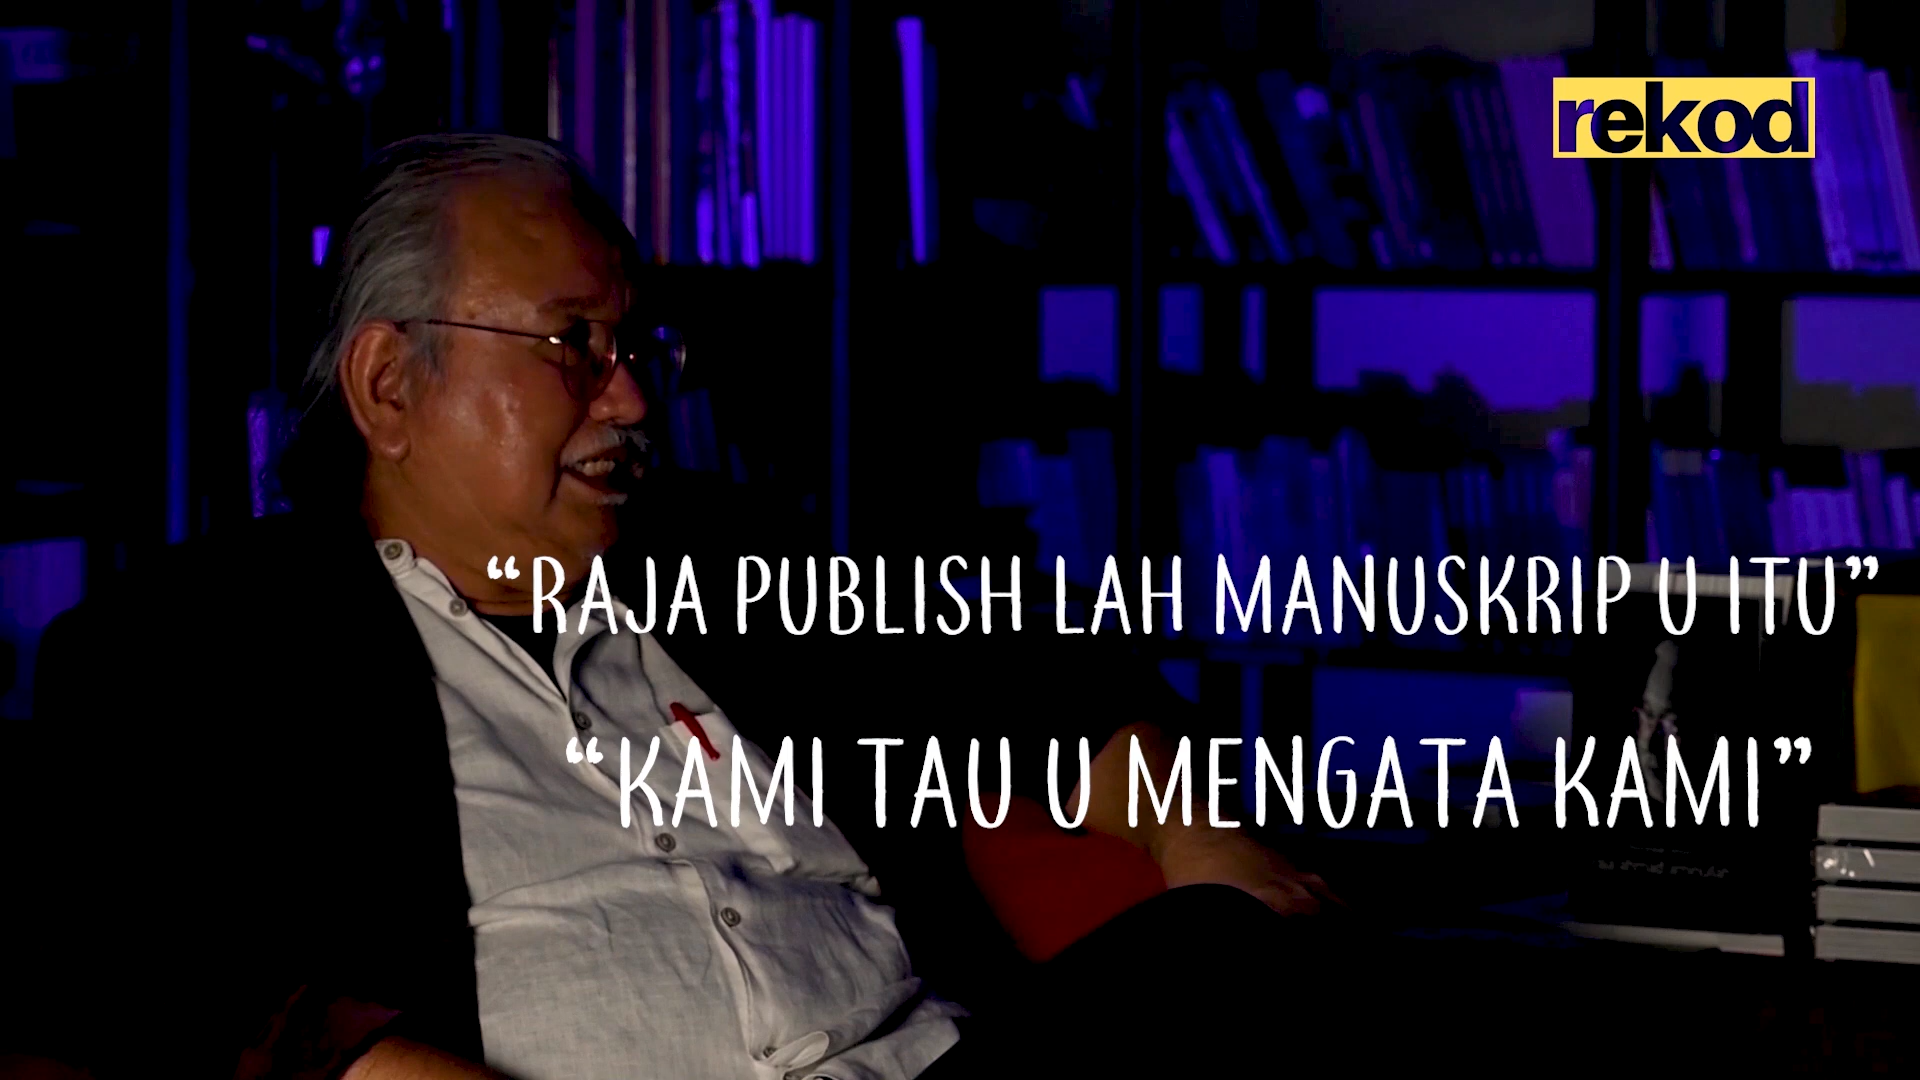 rekod
“RAJA PUBLISH LAH MANUSKRIP U ITU”
“KAMI TAU U MENGATA KAMI”